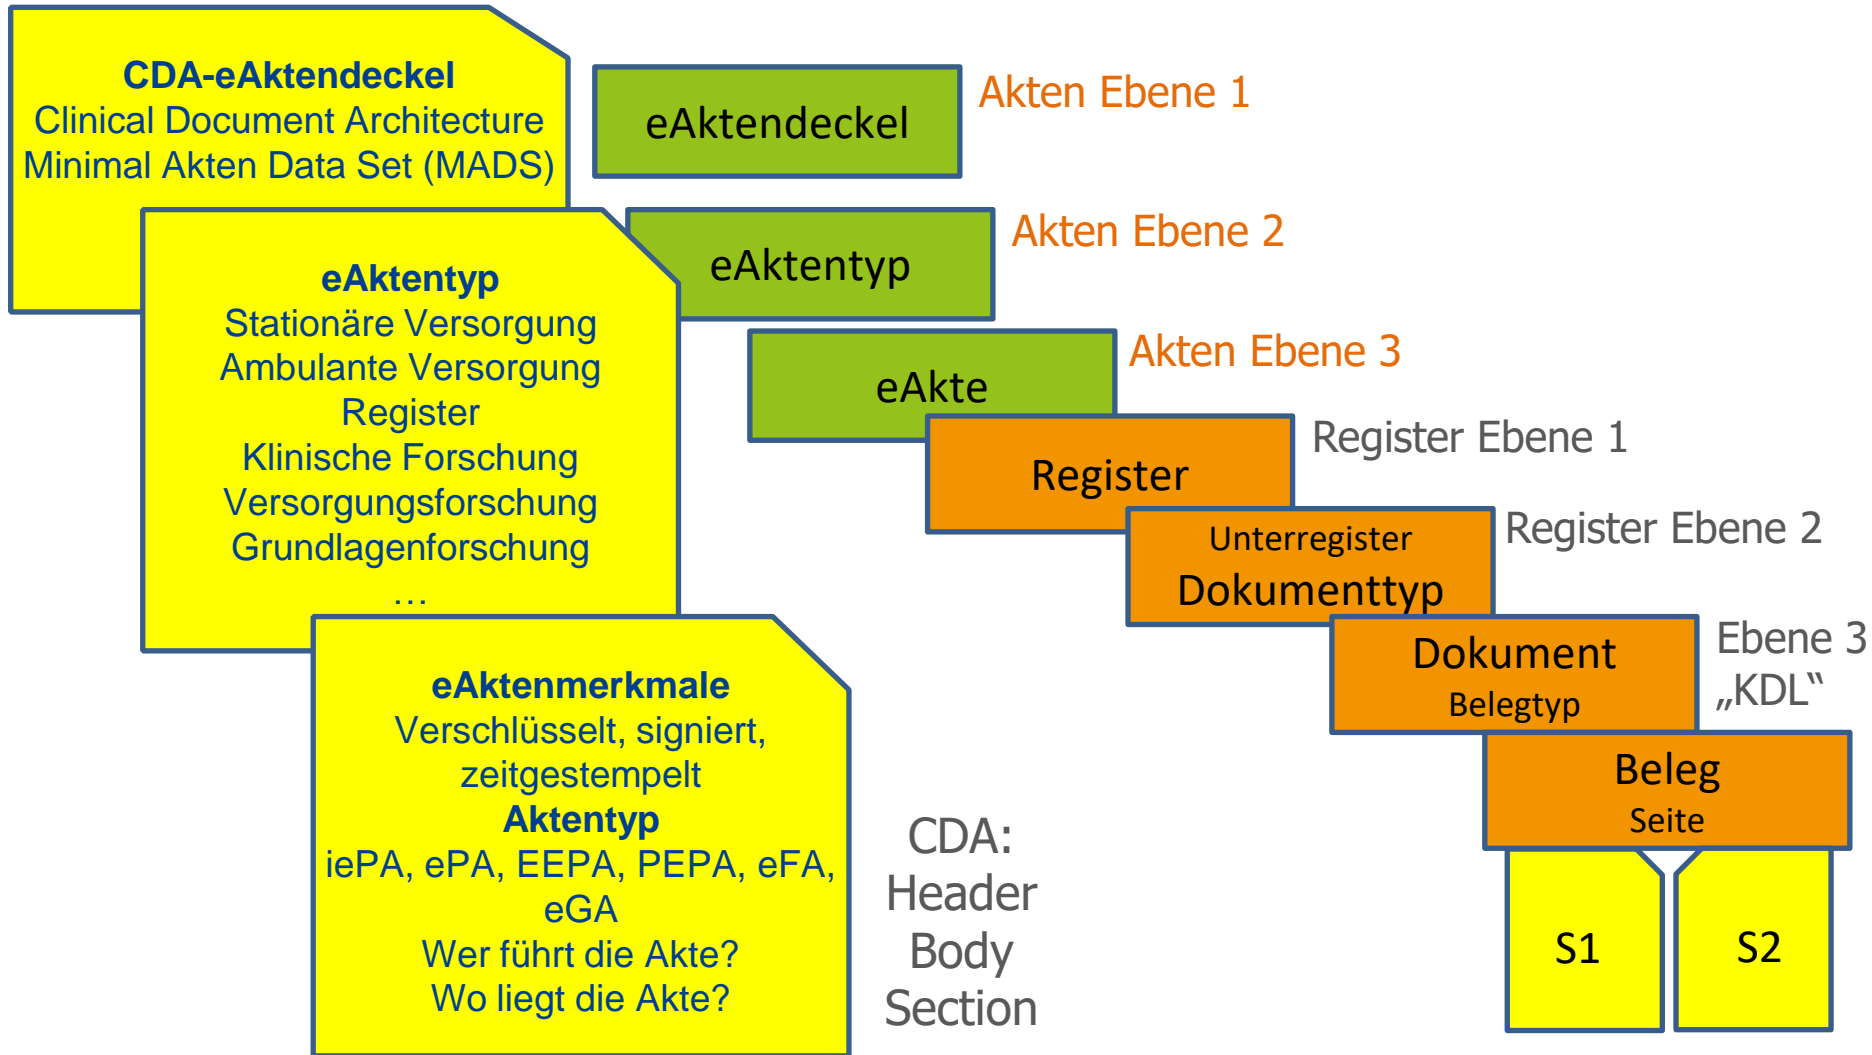 CDA-eAktendeckel
Clinical Document Architecture
Minimal Akten Data Set (MADS)
eAktentyp
Stationäre Versorgung
Ambulante Versorgung
Register
Klinische Forschung
Versorgungsforschung
Grundlagenforschung
…
eAktenmerkmale
Verschlüsselt, signiert,
zeitgestempelt
Aktentyp
iePA, ePA, EEPA, PEPA, eFA,
eGA
Wer führt die Akte?
Wo liegt die Akte?
eAktendeckel
Akten Ebene 1
eAktentyp
Akten Ebene 2
eAkte
Akten Ebene 3
Register
Register Ebene 1
Unterregister
Dokumenttyp
Register Ebene 2
Dokument
Belegtyp
Ebene 3
„KDL“
Beleg
Seite
S1
S2
CDA:
Header
Body
Section